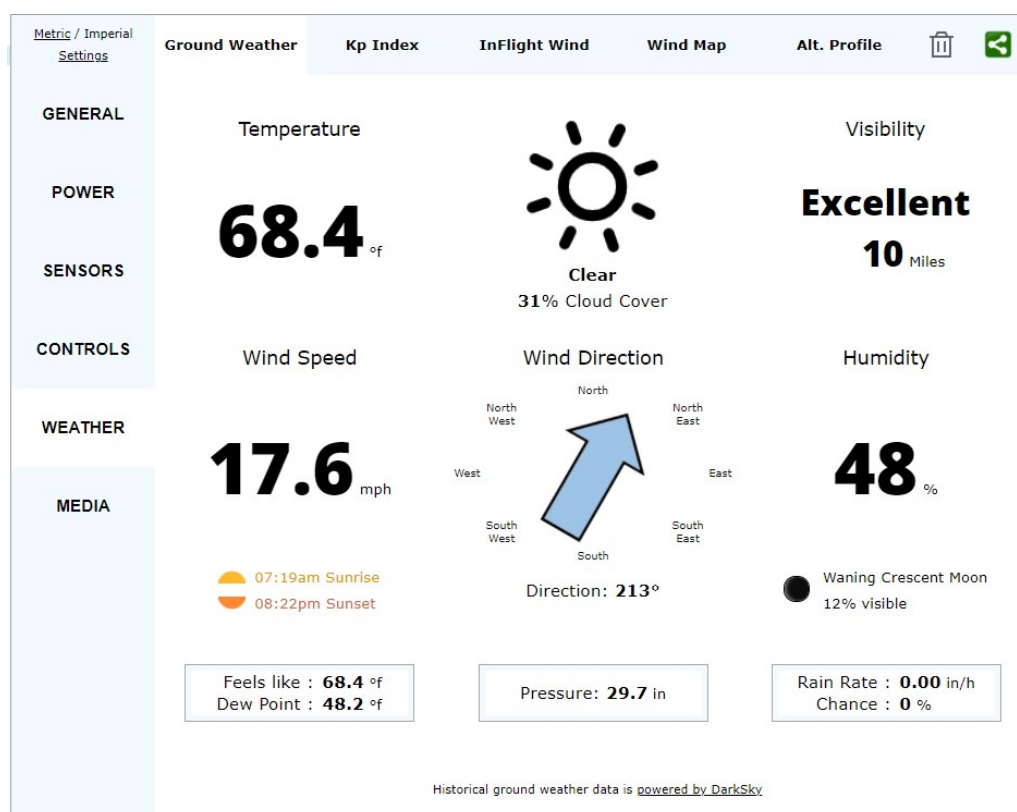 Metric / Imperial
Settings
Ground Weather
Kp Index
InFlight Wind
Wind Map
Alt. Profile
GENERAL
POWER
SENSORS
CONTROLS
WEATHER
MEDIA
Temperature
68.4 °f
Clear
31% Cloud Cover
Visibility
Excellent
10 Miles
Wind Speed
17.6 mph
Wind Direction
North
North
West
North
East
West
East
South
West
South
East
South
Direction: 213°
Humidity
48 %
07:19am Sunrise
08:22pm Sunset
Waning Crescent Moon
12% visible
Feels like : 68.4 °f
Dew Point : 48.2 °f
Pressure: 29.7 in
Rain Rate : 0.00 in/h
Chance : 0 %
Historical ground weather data is powered by DarkSky